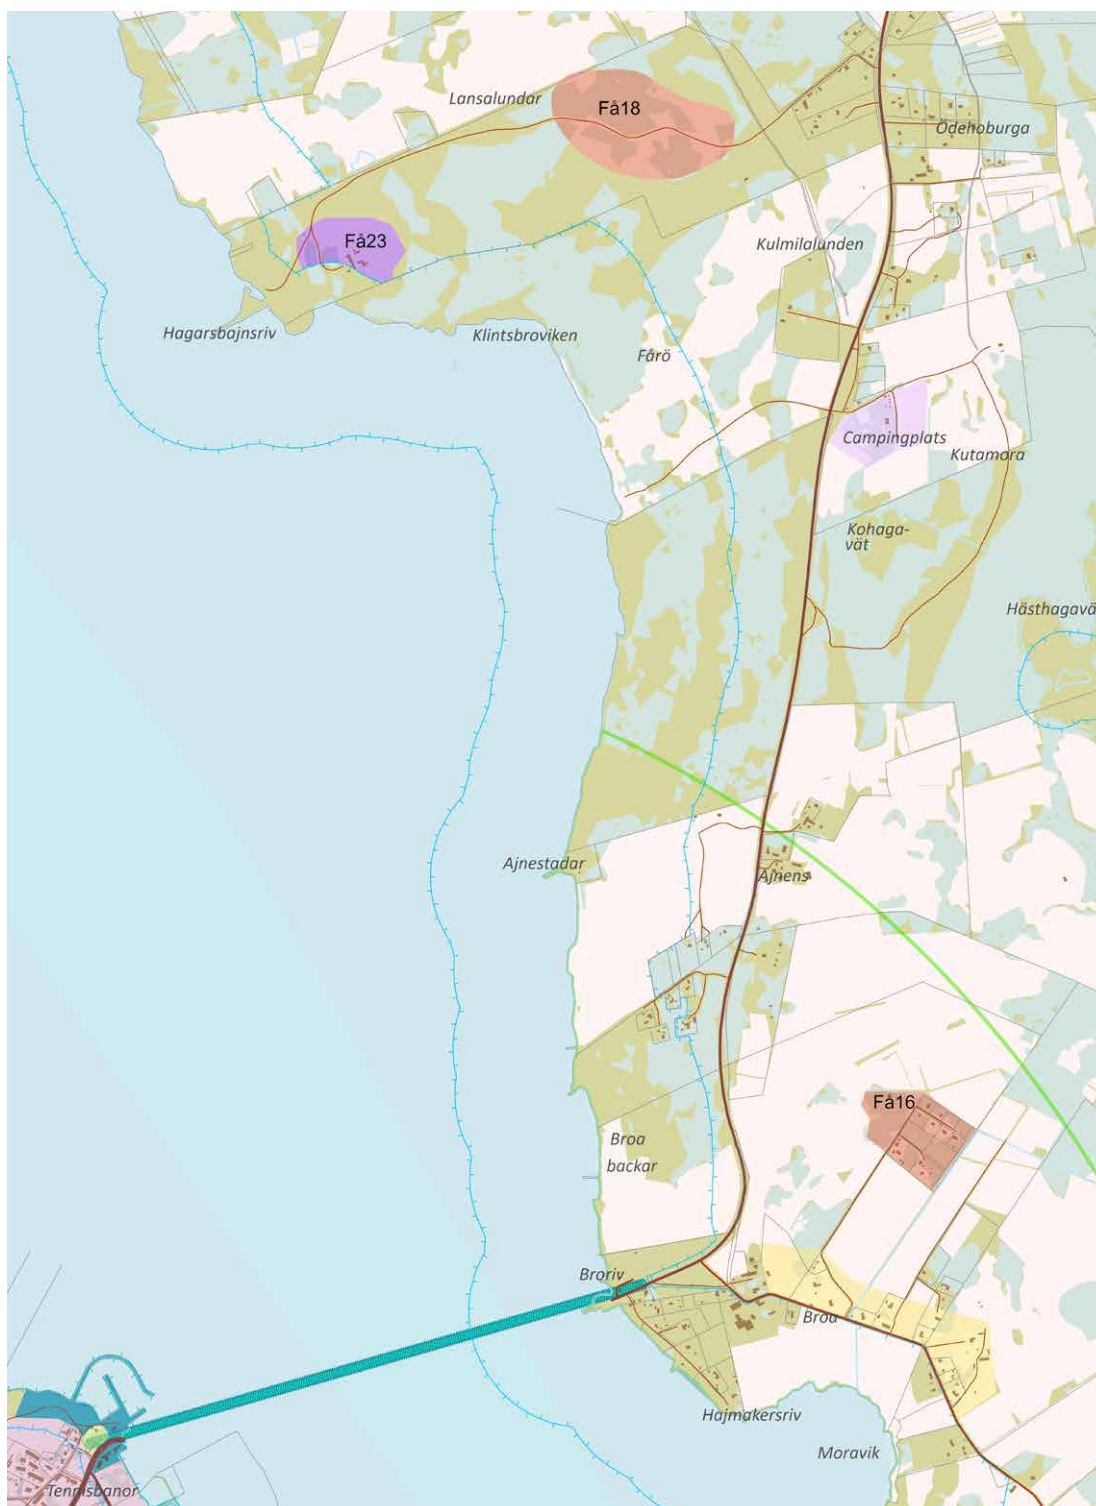 Lansalundar
Få18
Ödehoburga
Få23
Kulmilalunden
Hagarsbajnsriv
Klintsbroviken
Fårö
Campingplats
Kutamora
Kohaga-
vät
Hästhagavä
Ajnestadar
Ajnens
Få16
Broa
backar
Broriv
Broa
Hajmakersriv
Moravik
Tennisbanor